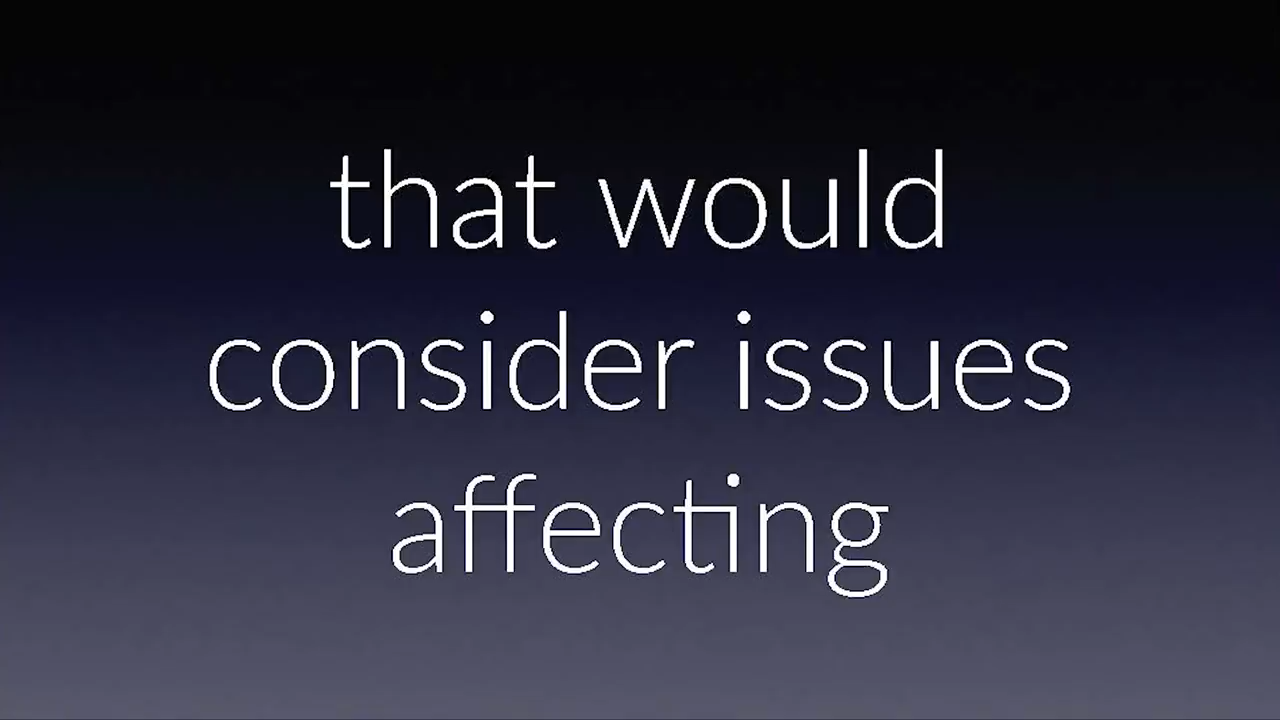 that would
consider issues
affecting